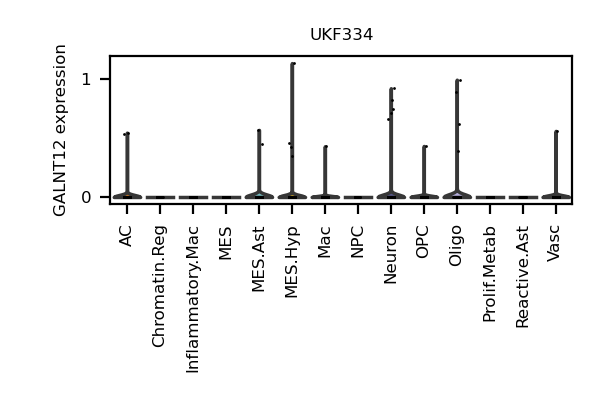 UKF334
GALNT12 expression
1
0
AC
Chromatin.Reg
Inflammatory.Mac
MES
MES.Ast
MES.Hyp
Mac
NPC
Neuron
OPC
Oligo
Prolif.Metab
Reactive.Ast
Vasc